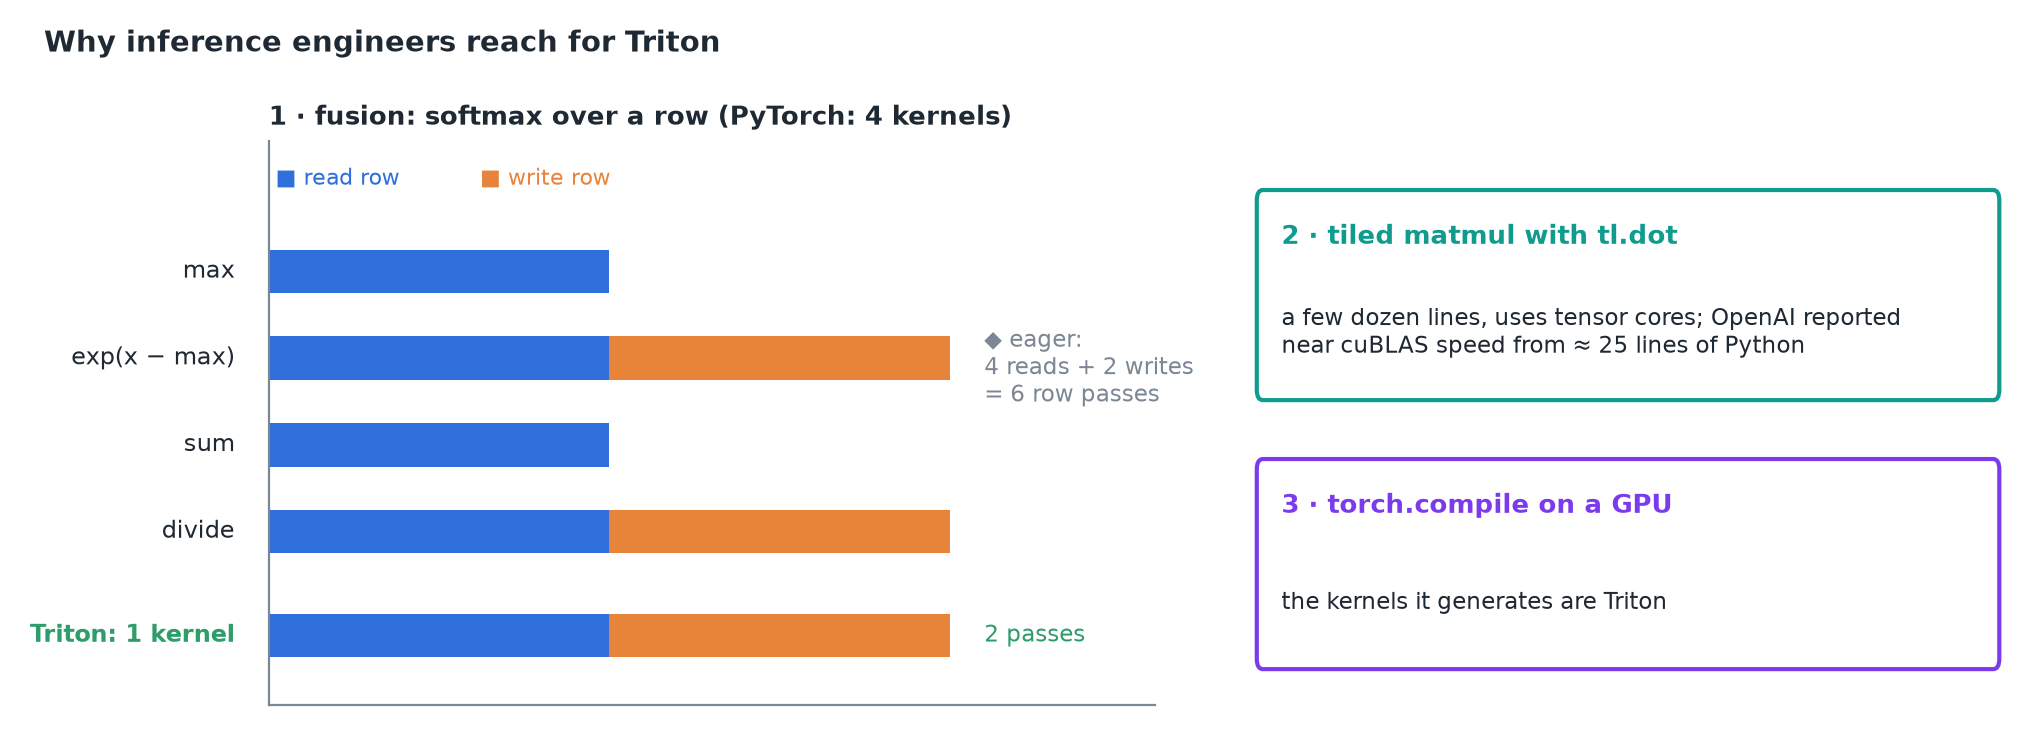 Why inference engineers reach for Triton
1 · fusion: softmax over a row (PyTorch: 4 kernels)
■ read row
■ write row
max
exp(x − max)
◆ eager:
4 reads + 2 writes
= 6 row passes
sum
divide
Triton: 1 kernel
2 passes
2 · tiled matmul with tl.dot
a few dozen lines, uses tensor cores; OpenAI reported
near cuBLAS speed from ≈ 25 lines of Python
3 · torch.compile on a GPU
the kernels it generates are Triton